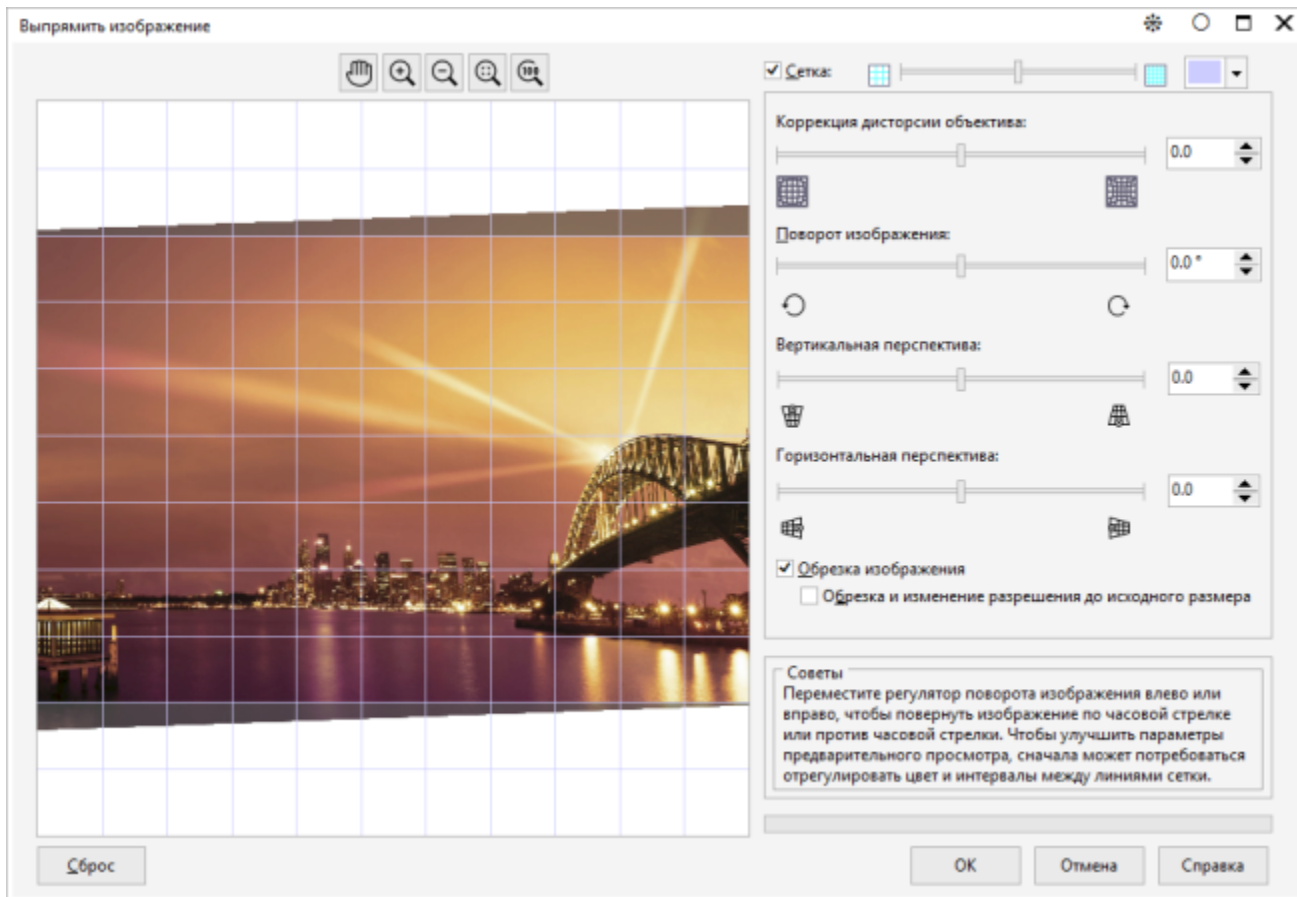 Выпрямить изображение
100
Сетка:
Коррекция дисторсии объектива:
0.0
Поворот изображения:
0.0 °
Вертикальная перспектива:
0.0
Горизонтальная перспектива:
0.0
Обрезка изображения
Обрезка и изменение разрешения до исходного размера
Советы
Переместите регулятор поворота изображения влево или
вправо, чтобы повернуть изображение по часовой стрелке
или против часовой стрелки. Чтобы улучшить параметры
предварительного просмотра, сначала может потребоваться
отрегулировать цвет и интервалы между линиями сетки.
Сброс
OK
Отмена
Справка